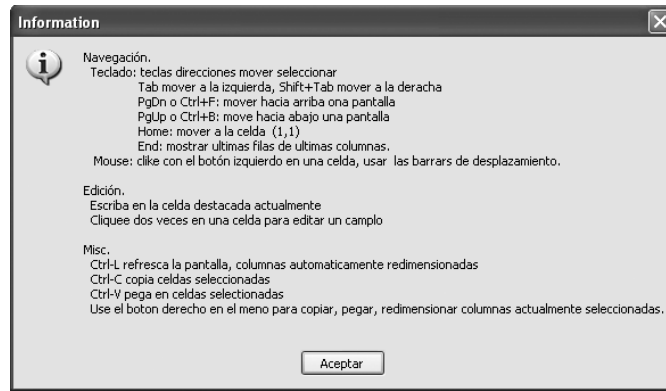 Information
Navegación.
Teclado: teclas direcciones mover seleccionar
Tab mover a la izquierda, Shift+Tab mover a la deracha
PgDn o Ctrl+F: mover hacia arriba ona pantalla
PgUp o Ctrl+B: move hacia abajo una pantalla
Home: mover a la celda (1,1)
End: mostrar ultimas filas de ultimas columnas.
Mouse: clike con el botón izquierdo en una celda, usar las barrars de desplazamiento.
Edición.
Escriba en la celda destacada actualmente
Cliquee dos veces en una celda para editar un camplo
Misc.
Ctrl-L refresca la pantalla, columnas automaticamente redimensionadas
Ctrl-C copia celdas seleccionadas
Ctrl-V pega en celdas selectionadas
Use el boton derecho en el meno para copiar, pegar, redimensionar columnas actualmente seleccionadas.
Aceptar